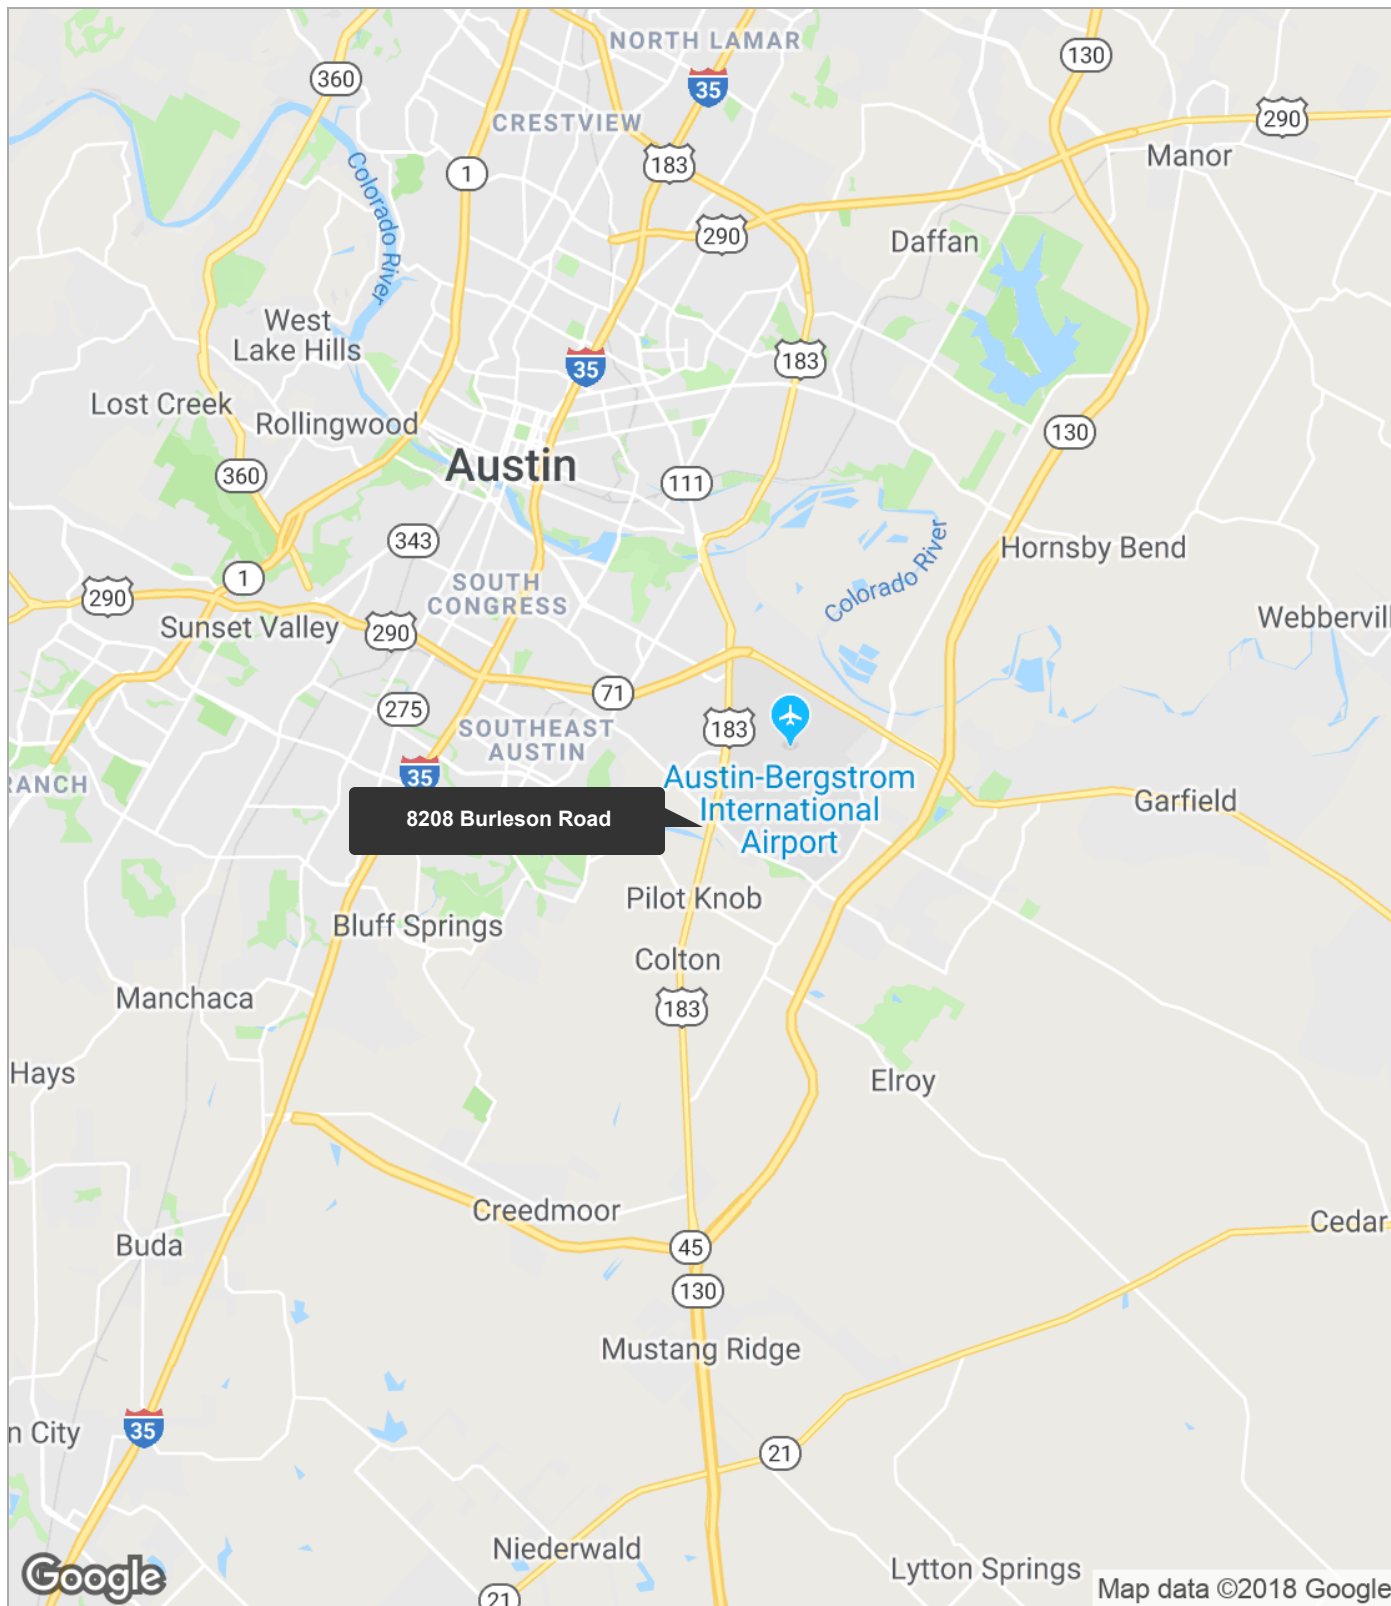 NORTH LAMAR
130
360
35
290
CRESTVIEW
Manor
183
1
Colorado River
290
Daffan
West
Lake Hills
183
35
Lost Creek
Rollingwood
130
Austin
360
111
343
Colorado River
Hornsby Bend
1
SOUTH
CONGRESS
290
Webbervill
Sunset Valley
290
71
275
183
SOUTHEAST
AUSTIN
35
RANCH
Austin-Bergstrom
International
Airport
Garfield
8208 Burleson Road
Pilot Knob
Bluff Springs
Colton
Manchaca
183
Hays
Elroy
Creedmoor
Cedar
Buda
45
130
Mustang Ridge
35
n City
21
Niederwald
Lytton Springs
Google
21
Map data ©2018 Google